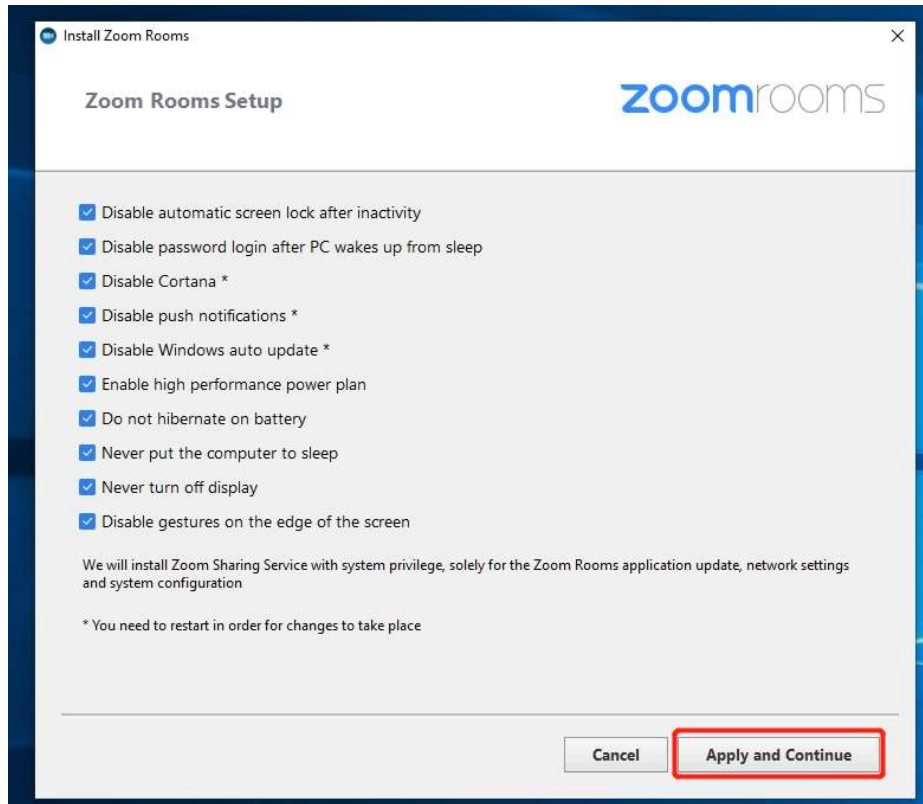 Install Zoom Rooms
Zoom Rooms Setup
zoomrooms
Disable automatic screen lock after inactivity
Disable password login after PC wakes up from sleep
Disable Cortana *
Disable push notifications *
Disable Windows auto update *
Enable high performance power plan
Do not hibernate on battery
Never put the computer to sleep
Never turn off display
Disable gestures on the edge of the screen
We will install Zoom Sharing Service with system privilege, solely for the Zoom Rooms application update, network settings
and system configuration
* You need to restart in order for changes to take place
Cancel
Apply and Continue